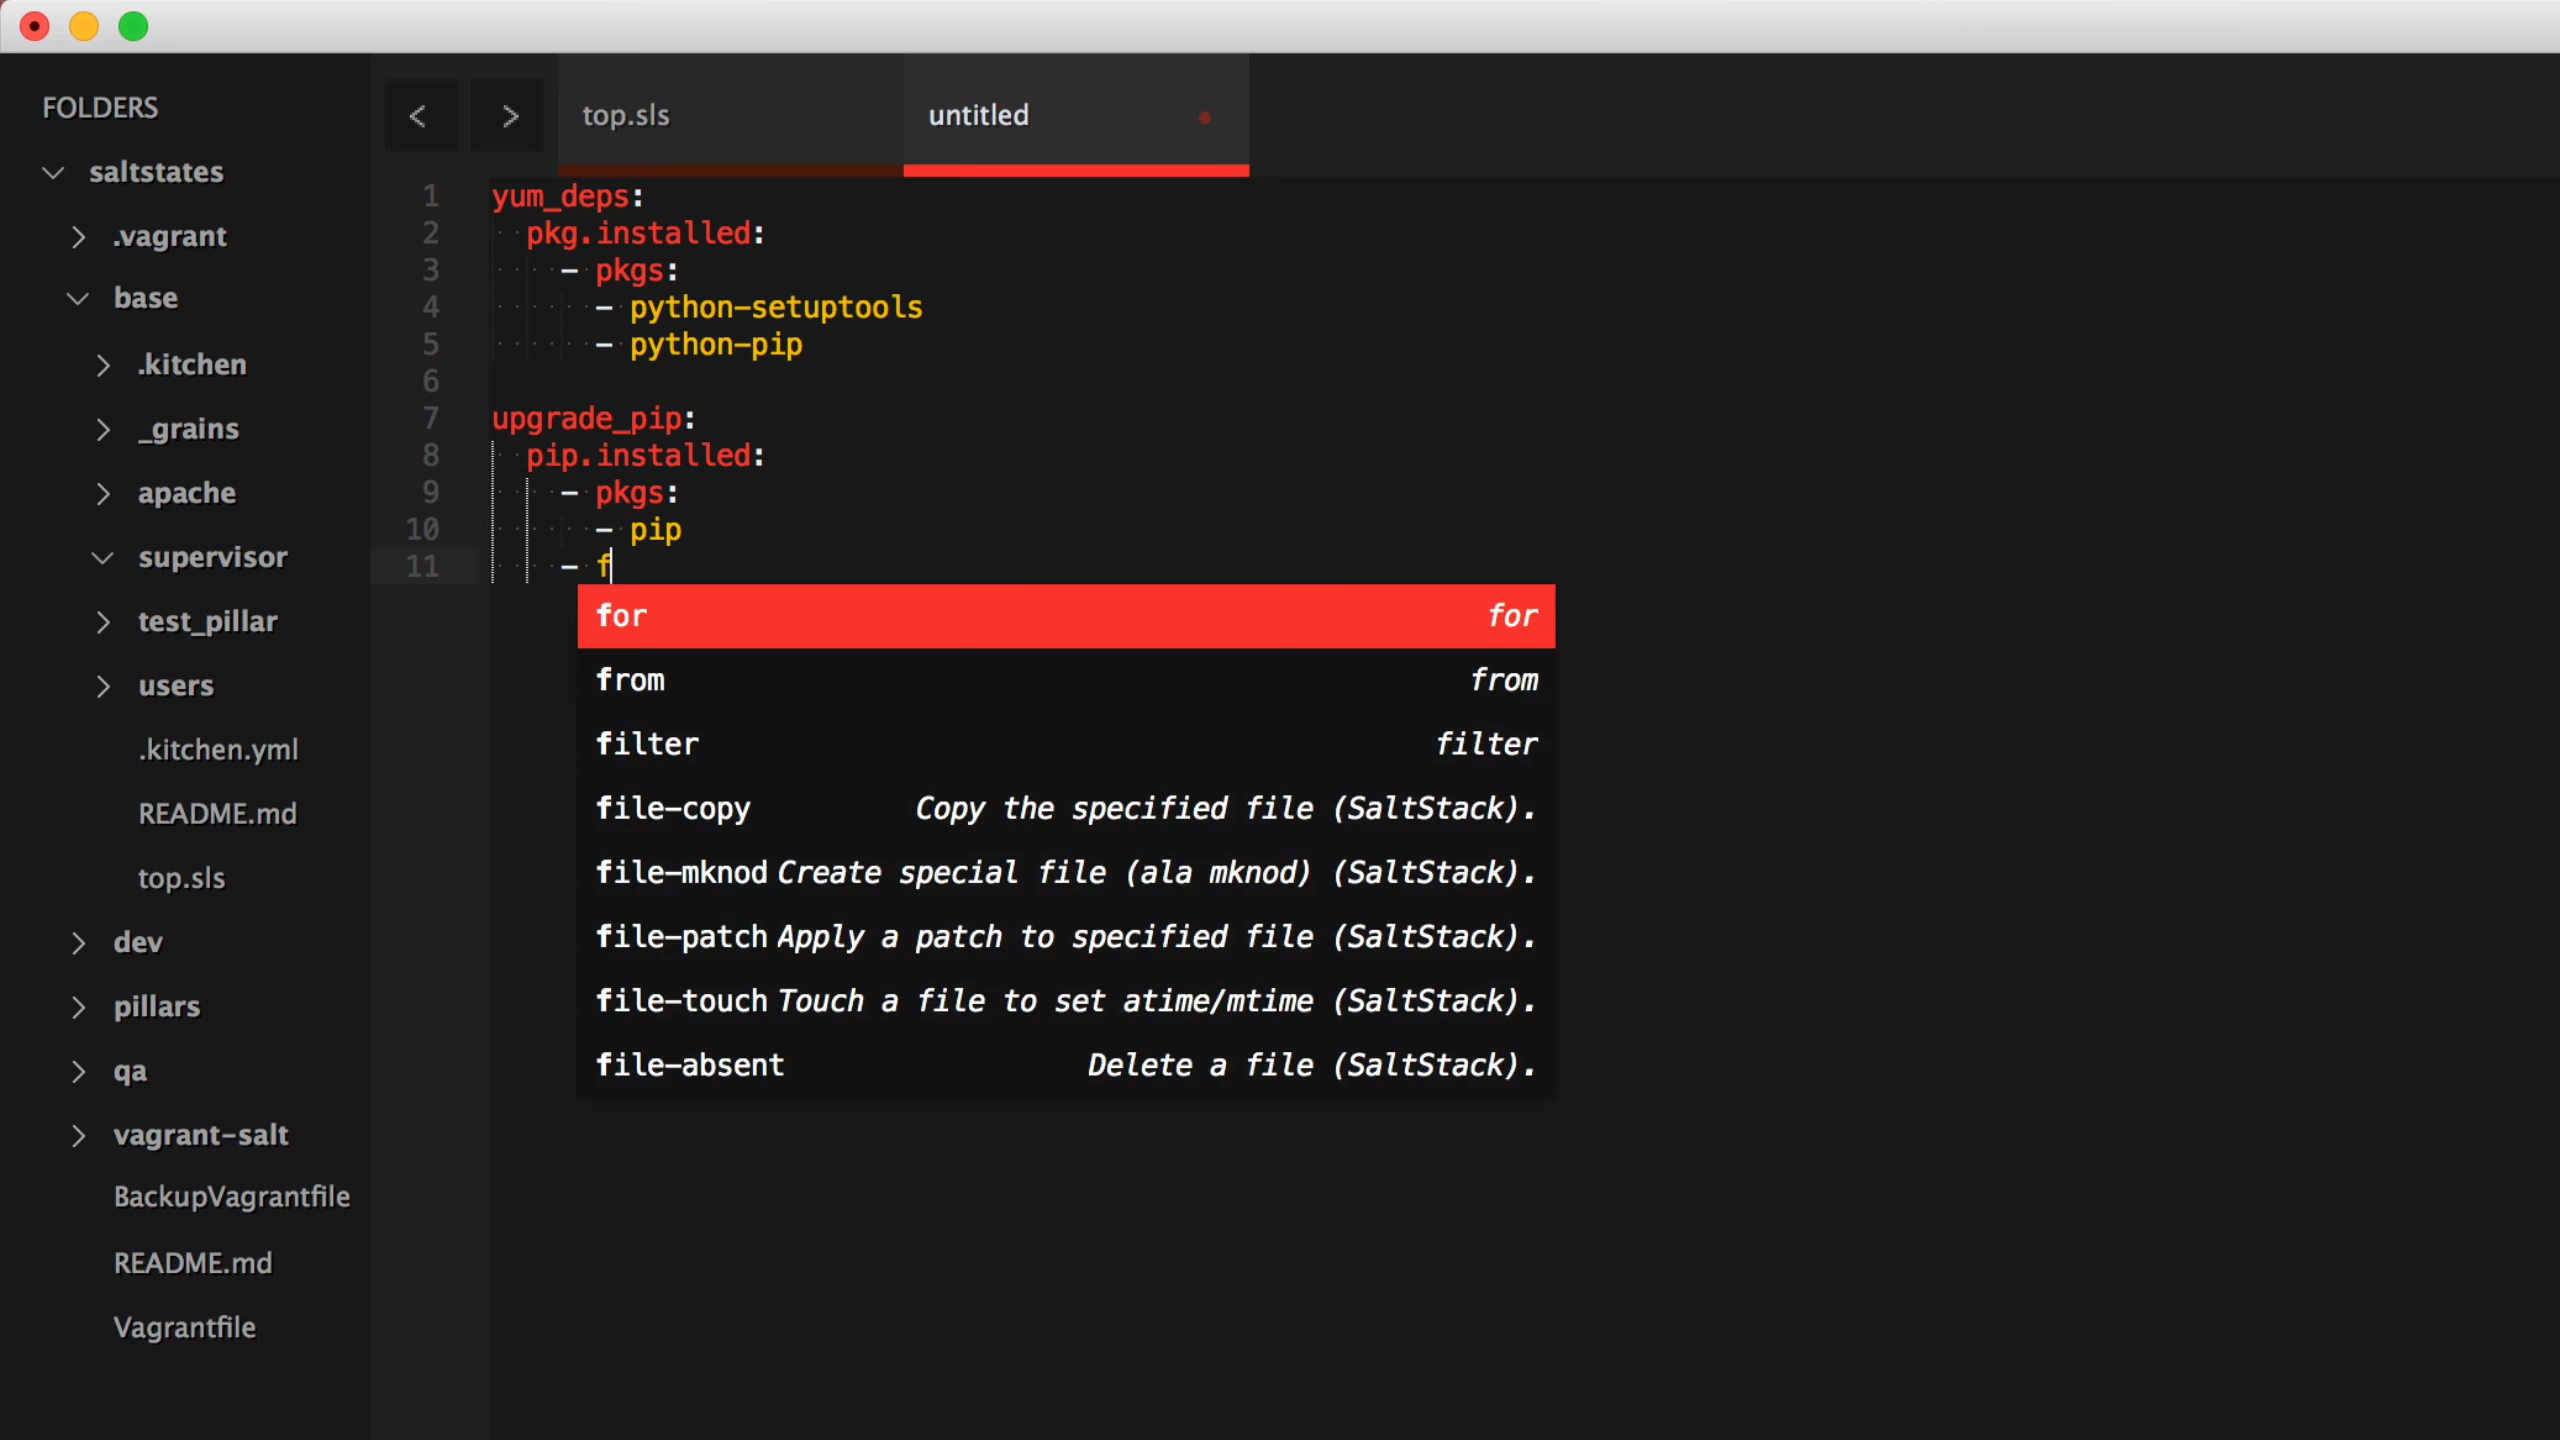 FOLDERS
saltstates
.vagrant
base
.kitchen
_grains
apache
supervisor
test_pillar
users
.kitchen.yml
README.md
top.sls
dev
pillars
qa
vagrant-salt
BackupVagrantfile
README.md
Vagrantfile
< > top.sls untitled
1 yum_deps:
2 pkg.installed:
3 - pkgs:
4 - python-setuptools
5 - python-pip
6
7 upgrade_pip:
8 pip.installed:
9 - pkgs:
10 - pip
11 - f
for for
from from
filter filter
file-copy Copy the specified file (SaltStack).
file-mknod Create special file (ala mknod) (SaltStack).
file-patch Apply a patch to specified file (SaltStack).
file-touch Touch a file to set atime/mtime (SaltStack).
file-absent Delete a file (SaltStack).